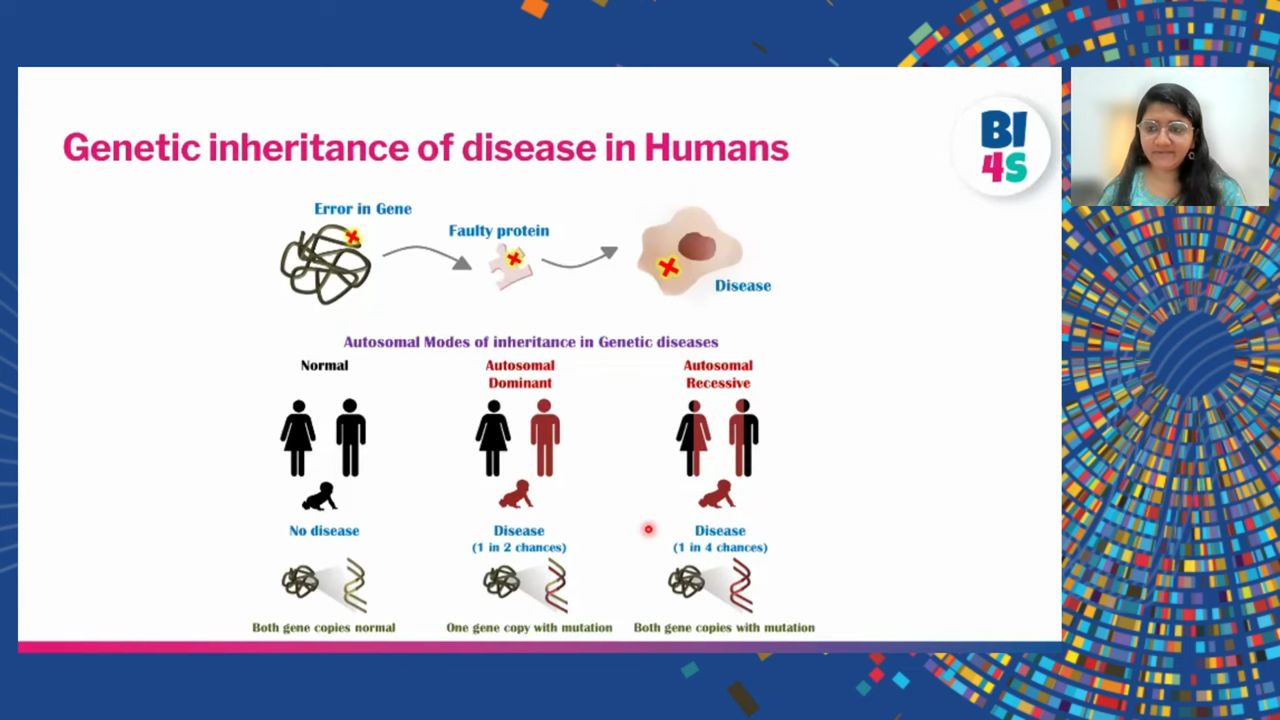 Genetic inheritance of disease in Humans
BI
4S
Error in Gene
Faulty protein
Disease
Autosomal Modes of inheritance in Genetic diseases
Normal
Autosomal
Dominant
Autosomal
Recessive
No disease
Disease
(1 in 2 chances)
Disease
(1 in 4 chances)
Both gene copies normal
One gene copy with mutation
Both gene copies with mutation